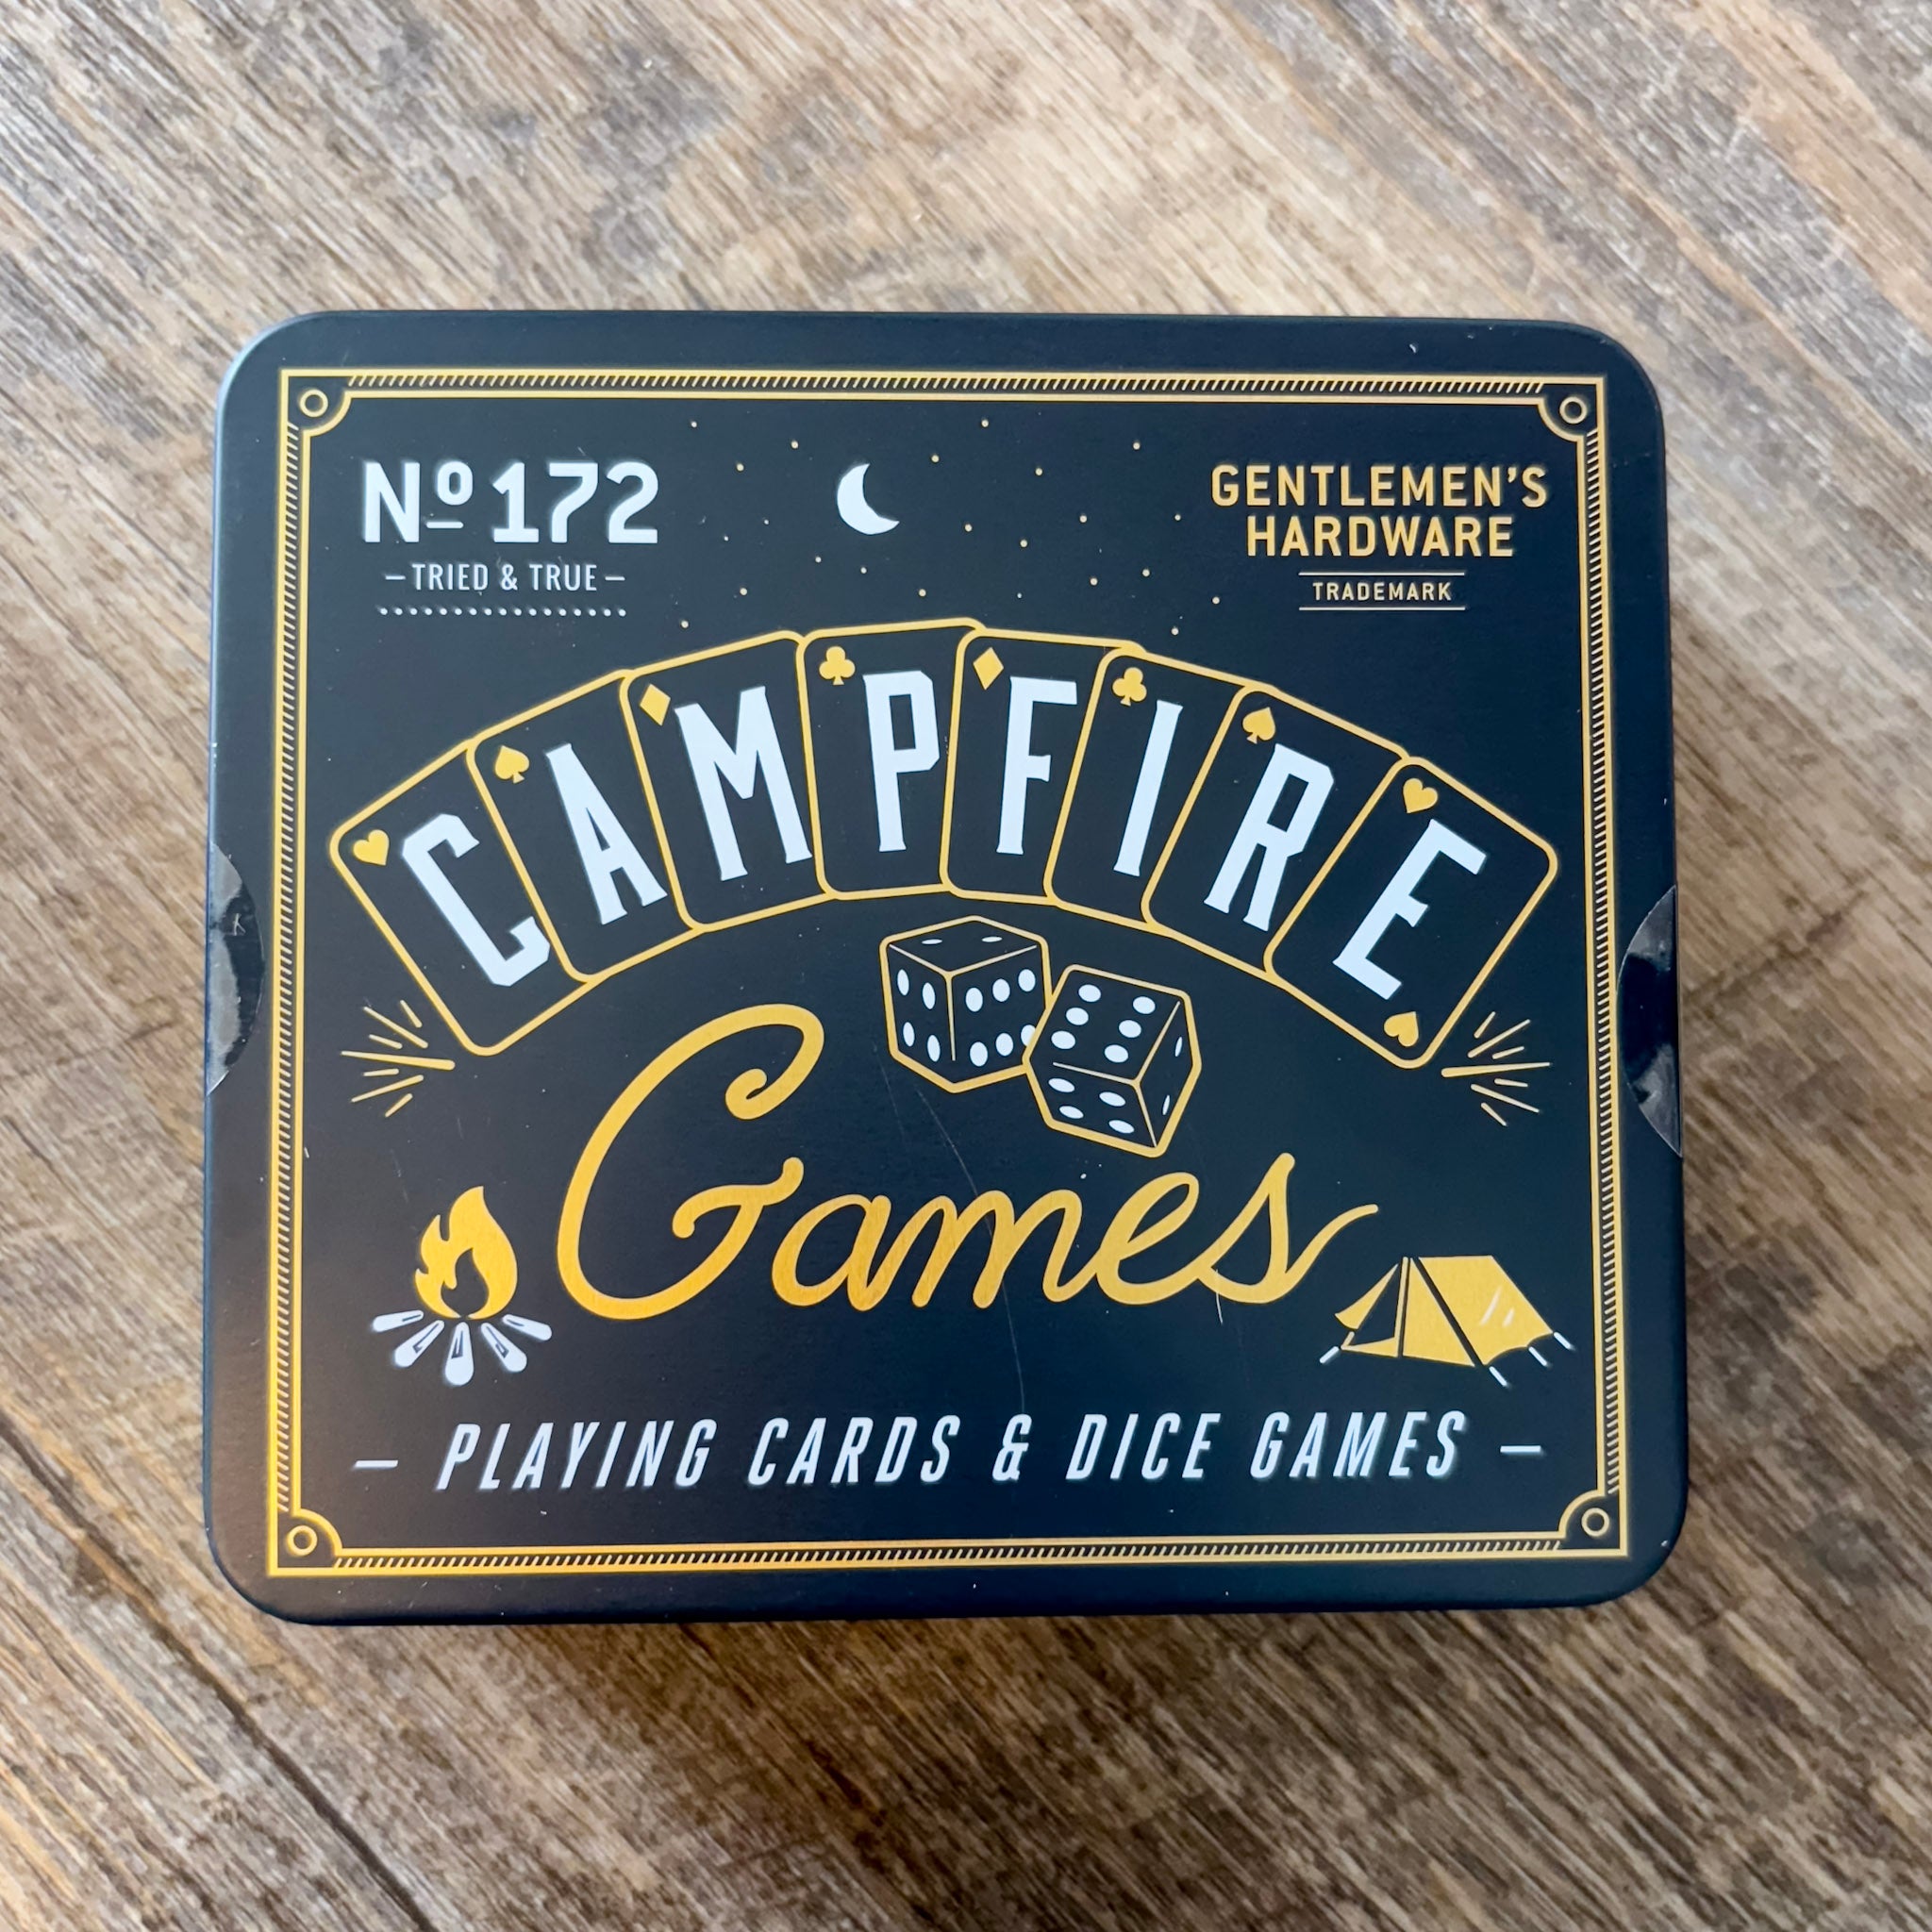 Nº 172
–TRIED & TRUE–
GENTLEMEN'S
HARDWARE
TRADEMARK
CAMPFIRE
Games
– PLAYING CARDS & DICE GAMES –